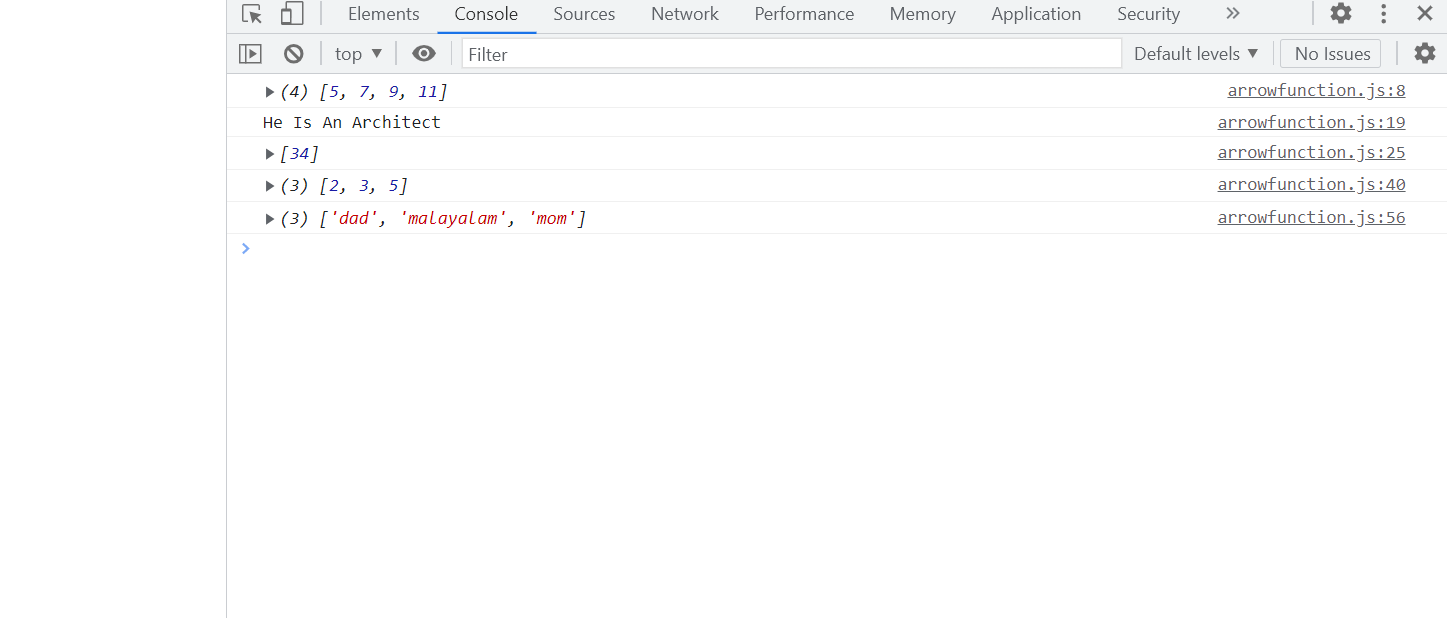 Elements Console Sources Network Performance Memory Application Security
top Filter Default levels No Issues
(4) [5, 7, 9, 11] arrowfunction.js:8
He Is An Architect arrowfunction.js:19
[34] arrowfunction.js:25
(3) [2, 3, 5] arrowfunction.js:40
(3) ['dad', 'malayalam', 'mom'] arrowfunction.js:56